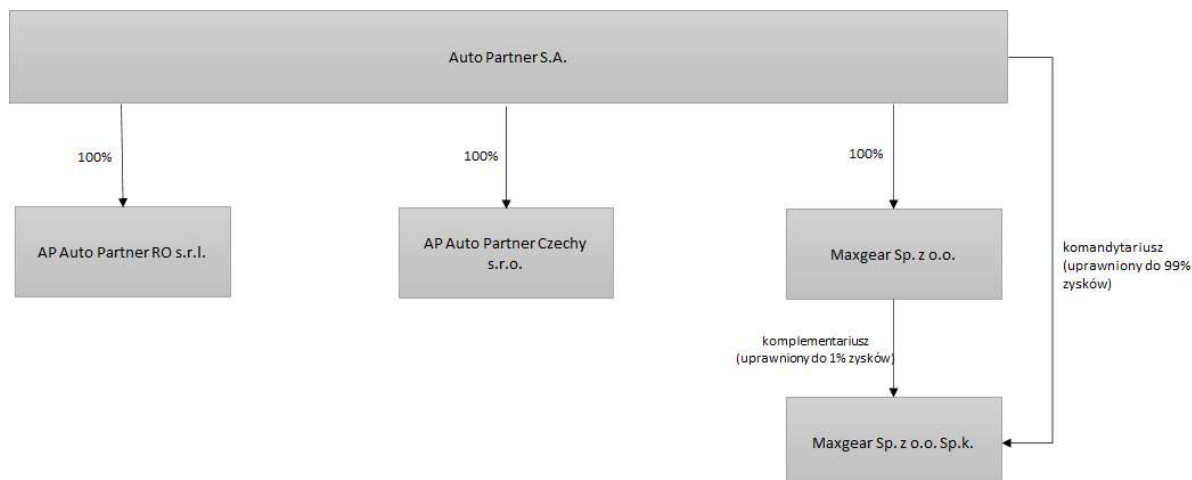 Auto Partner S.A.
100%
100%
100%
AP Auto Partner RO s.r.l.
AP Auto Partner Czechy
s.r.o.
Maxgear Sp. z o.o.
komandytariusz
(uprawniony do 99%
zysków)
komplementariusz
(uprawniony do 1% zysków)
Maxgear Sp. z o.o. Sp.k.